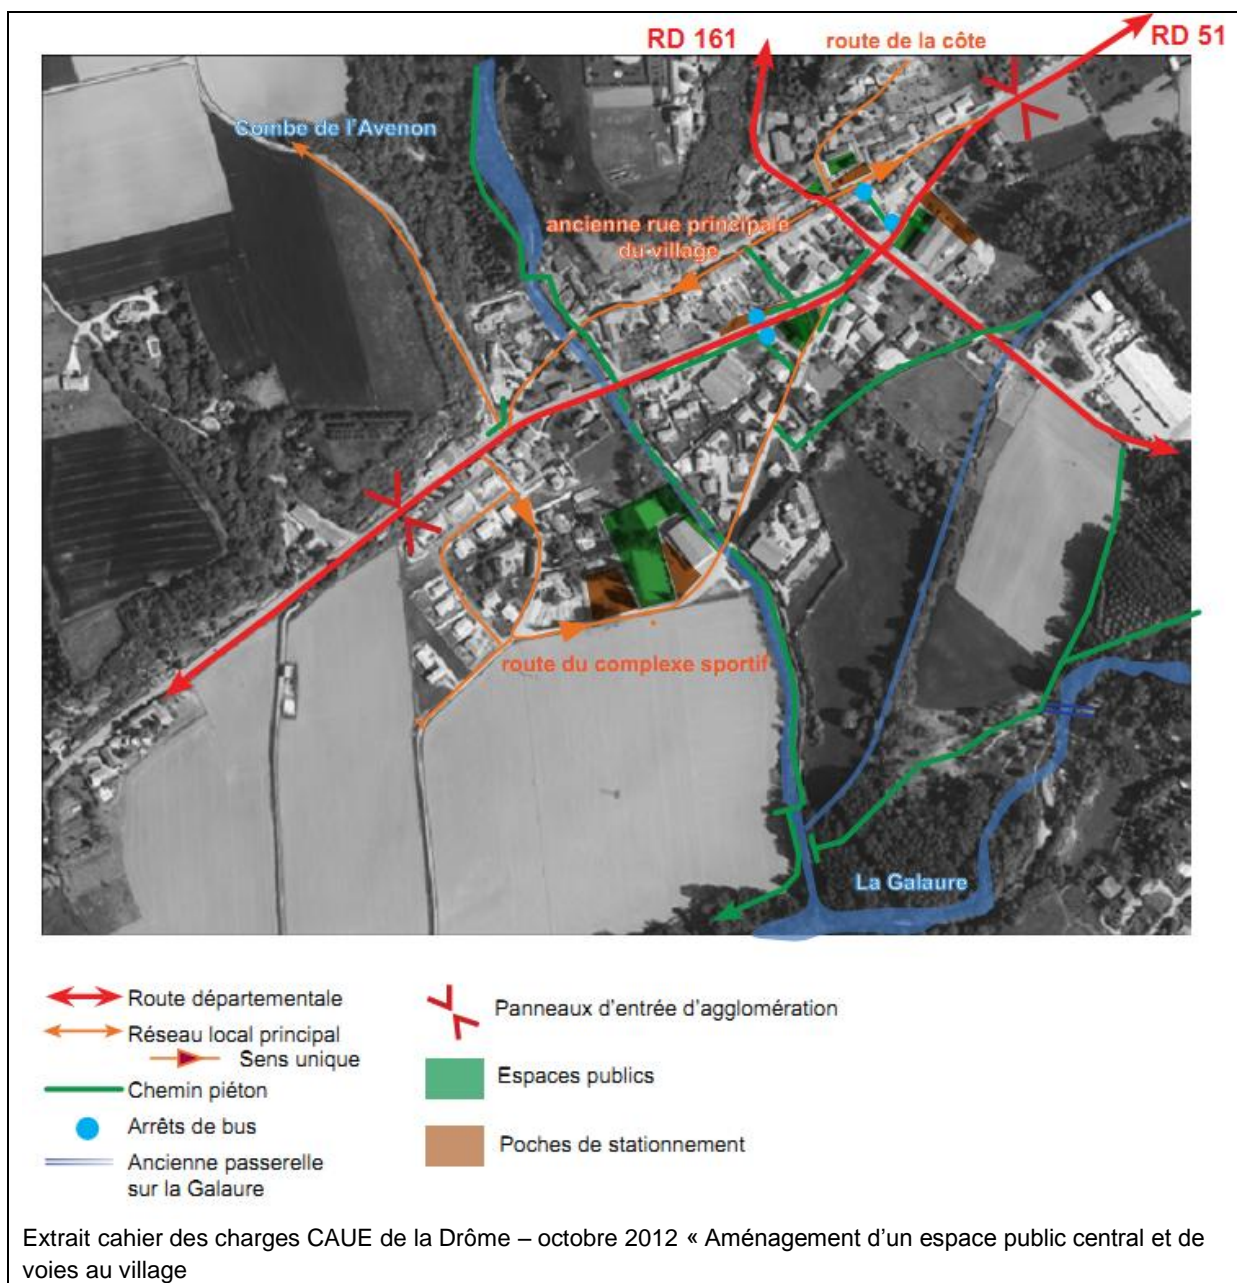 RD 161
route de la côte
RD 51
Combe de l'Avenon
ancienne rue principale
du village
route du complexe sportif
La Galaure
Route départementale
Réseau local principal
Sens unique
Chemin piéton
Arrêts de bus
Ancienne passerelle
sur la Galaure
Panneaux d'entrée d'agglomération
Espaces publics
Poches de stationnement
Extrait cahier des charges CAUE de la Drôme – octobre 2012 « Aménagement d'un espace public central et de
voies au village